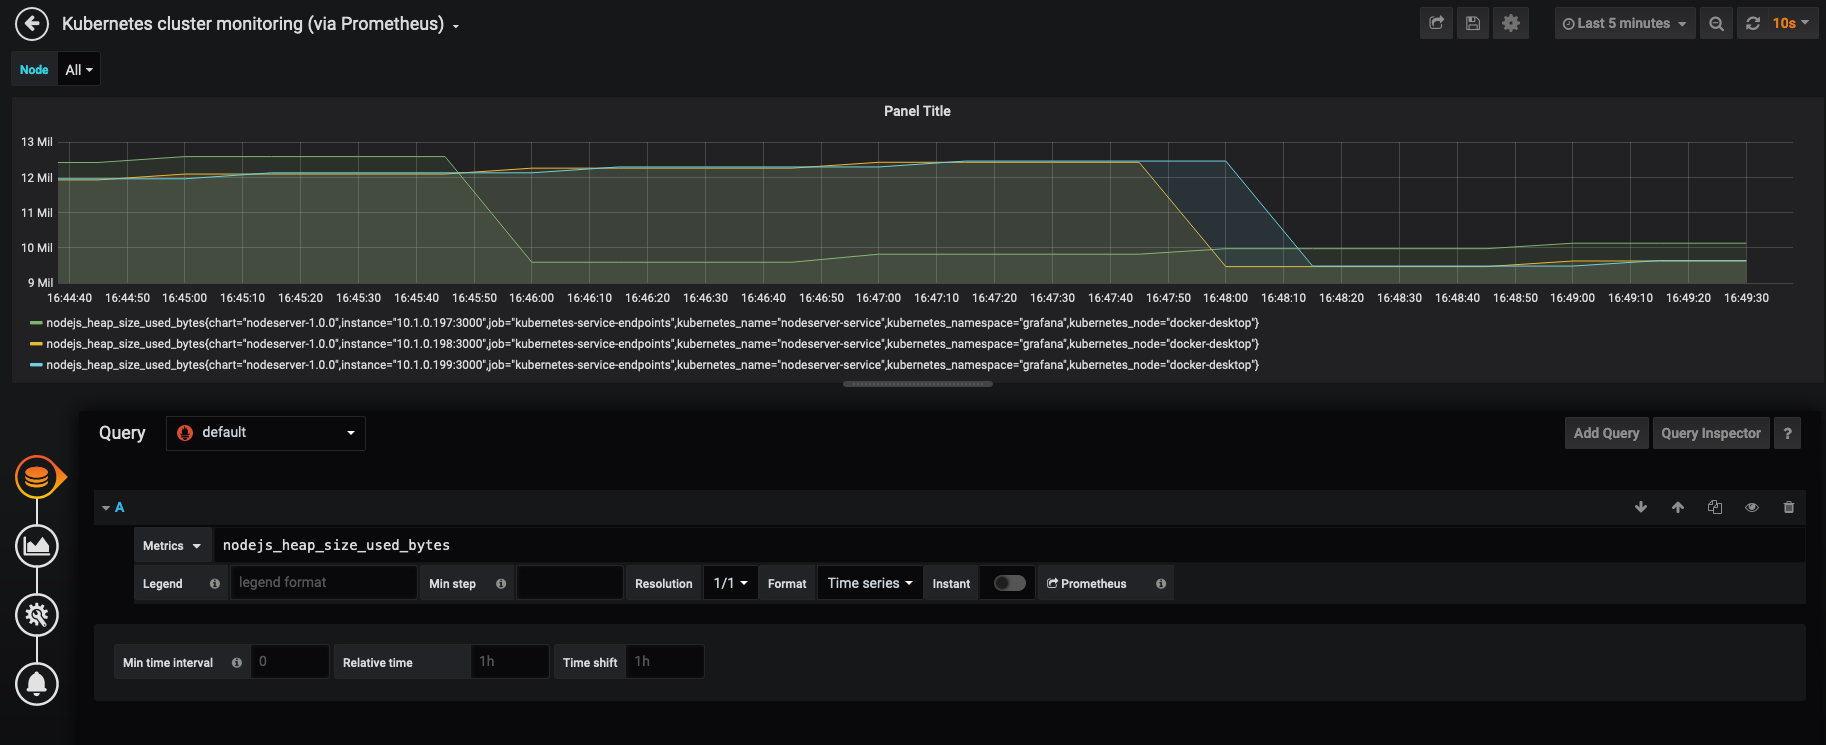 Kubernetes cluster monitoring (via Prometheus)
Last 5 minutes
10s
Node
All
Panel Title
13 Mil
12 Mil
11 Mil
10 Mil
9 Mil
16:44:40 16:44:50 16:45:00 16:45:10 16:45:20 16:45:30 16:45:40 16:45:50 16:46:00 16:46:10 16:46:20 16:46:30 16:46:40 16:46:50 16:47:00 16:47:10 16:47:20 16:47:30 16:47:40 16:47:50 16:48:00 16:48:10 16:48:20 16:48:30 16:48:40 16:48:50 16:49:00 16:49:10 16:49:20 16:49:30
nodejs_heap_size_used_bytes{chart="nodeserver-1.0.0",instance="10.1.0.197:3000",job="kubernetes-service-endpoints",kubernetes_name="nodeserver-service",kubernetes_namespace="grafana",kubernetes_node="docker-desktop"}
nodejs_heap_size_used_bytes{chart="nodeserver-1.0.0",instance="10.1.0.198:3000",job="kubernetes-service-endpoints",kubernetes_name="nodeserver-service",kubernetes_namespace="grafana",kubernetes_node="docker-desktop"}
nodejs_heap_size_used_bytes{chart="nodeserver-1.0.0",instance="10.1.0.199:3000",job="kubernetes-service-endpoints",kubernetes_name="nodeserver-service",kubernetes_namespace="grafana",kubernetes_node="docker-desktop"}
Query
default
Add Query
Query Inspector
?
A
Metrics
nodejs_heap_size_used_bytes
Legend
legend format
Min step
Resolution
1/1
Format
Time series
Instant
Prometheus
Min time interval
0
Relative time
1h
Time shift
1h